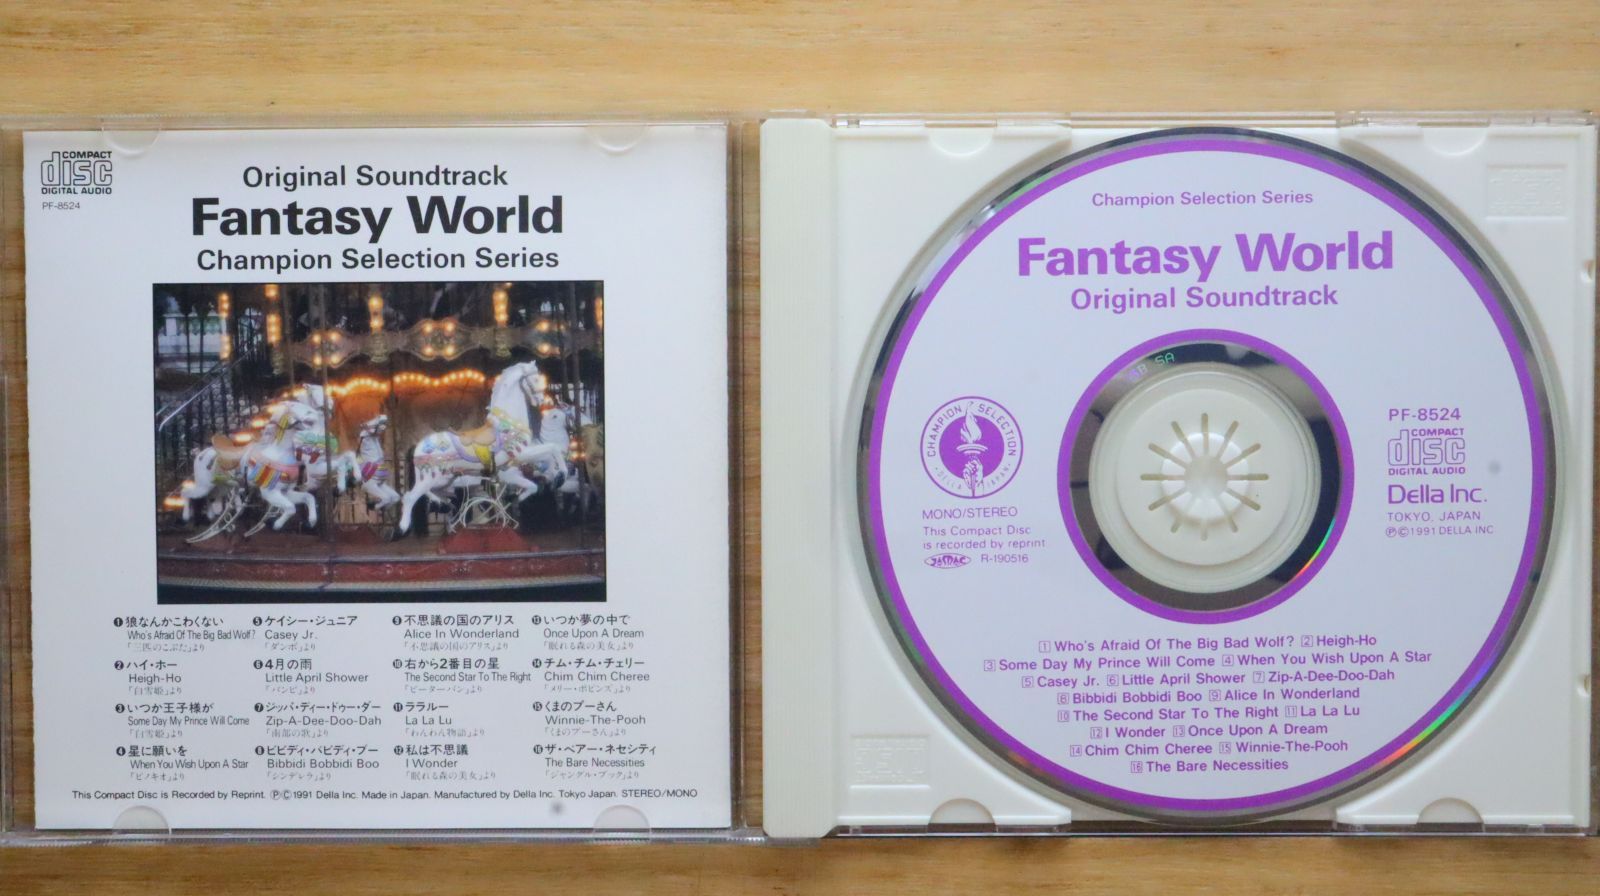 COMPACT
disc
DIGITAL AUDIO
PF-8524
Original Soundtrack
Fantasy World
Champion Selection Series
❶狼なんかこわくない
Who's Afraid Of The Big Bad Wolf?
「三匹のこぶた」より
❷ハイ・ホー
Heigh-Ho
「白雪姫」より
❸いつか王子様が
Some Day My Prince Will Come
「白雪姫」より
❹星に願いを
When You Wish Upon A Star
「ピノキオ」より
❺ケイシー・ジュニア
Casey Jr.
「ダンボ」より
❻4月の雨
Little April Shower
「バンビ」より
❼ジッパ・ディー・ドゥー・ダー
Zip-A-Dee-Doo-Dah
「南部の歌」より
❽ビビディ・バビディ・ブー
Bibbidi Bobbidi Boo
「シンデレラ」より
❾不思議の国のアリス
Alice In Wonderland
「不思議の国のアリス」より
❿右から2番目の星
The Second Star To The Right
「ピーターパン」より
⓫ララルー
La La Lu
「わんわん物語」より
⓬私は不思議
I Wonder
「眠れる森の美女」より
⓭いつか夢の中で
Once Upon A Dream
「眠れる森の美女」より
⓮チム・チム・チェリー
Chim Chim Cheree
「メリー・ポピンズ」より
⓯くまのプーさん
Winnie-The-Pooh
「くまのプーさん」より
⓰ザ・ベアー・ネセシティ
The Bare Necessities
「ジャングル・ブック」より
This Compact Disc is Recorded by Reprint. ⓅⒸ1991 Della Inc. Made in Japan. Manufactured by Della Inc. Tokyo Japan. STEREO/MONO
Champion Selection Series
Fantasy World
Original Soundtrack
SA
CHAMPION SELECTION
・DELLA JAPAN・
MONO/STEREO
This Compact Disc
is recorded by reprint
JASRAC R-190516
PF-8524
COMPACT
disc
DIGITAL AUDIO
Della Inc.
TOKYO, JAPAN
ⓅⒸ1991 DELLA INC
1 Who's Afraid Of The Big Bad Wolf? 2 Heigh-Ho
3 Some Day My Prince Will Come 4 When You Wish Upon A Star
5 Casey Jr. 6 Little April Shower 7 Zip-A-Dee-Doo-Dah
8 Bibbidi Bobbidi Boo 9 Alice In Wonderland
10 The Second Star To The Right 11 La La Lu
12 I Wonder 13 Once Upon A Dream
14 Chim Chim Cheree 15 Winnie-The-Pooh
16 The Bare Necessities